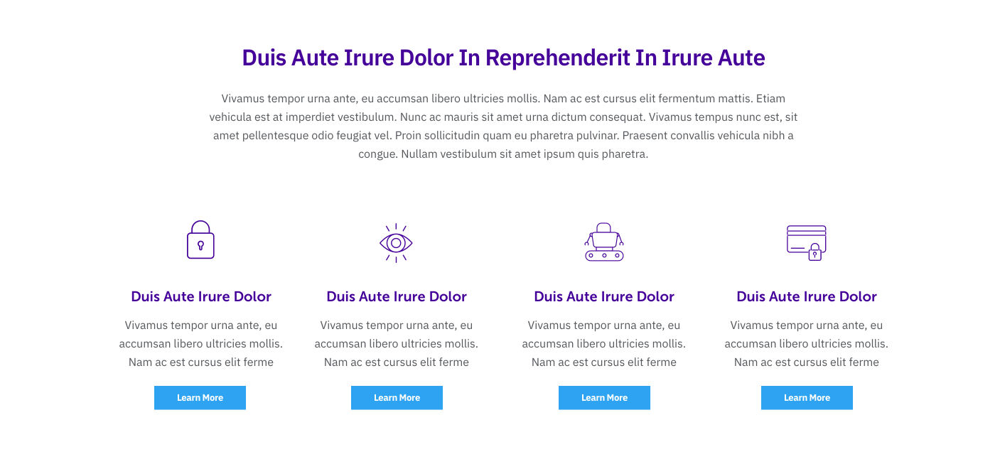 Duis Aute Irure Dolor In Reprehenderit In Irure Aute
Vivamus tempor urna ante, eu accumsan libero ultricies mollis. Nam ac est cursus elit fermentum mattis. Etiam
vehicula est at imperdiet vestibulum. Nunc ac mauris sit amet urna dictum consequat. Vivamus tempus nunc est, sit
amet pellentesque odio feugiat vel. Proin sollicitudin quam eu pharetra pulvinar. Praesent convallis vehicula nibh a
congue. Nullam vestibulum sit amet ipsum quis pharetra.
Duis Aute Irure Dolor
Vivamus tempor urna ante, eu
accumsan libero ultricies mollis.
Nam ac est cursus elit ferme
Learn More
Duis Aute Irure Dolor
Vivamus tempor urna ante, eu
accumsan libero ultricies mollis.
Nam ac est cursus elit ferme
Learn More
Duis Aute Irure Dolor
Vivamus tempor urna ante, eu
accumsan libero ultricies mollis.
Nam ac est cursus elit ferme
Learn More
Duis Aute Irure Dolor
Vivamus tempor urna ante, eu
accumsan libero ultricies mollis.
Nam ac est cursus elit ferme
Learn More